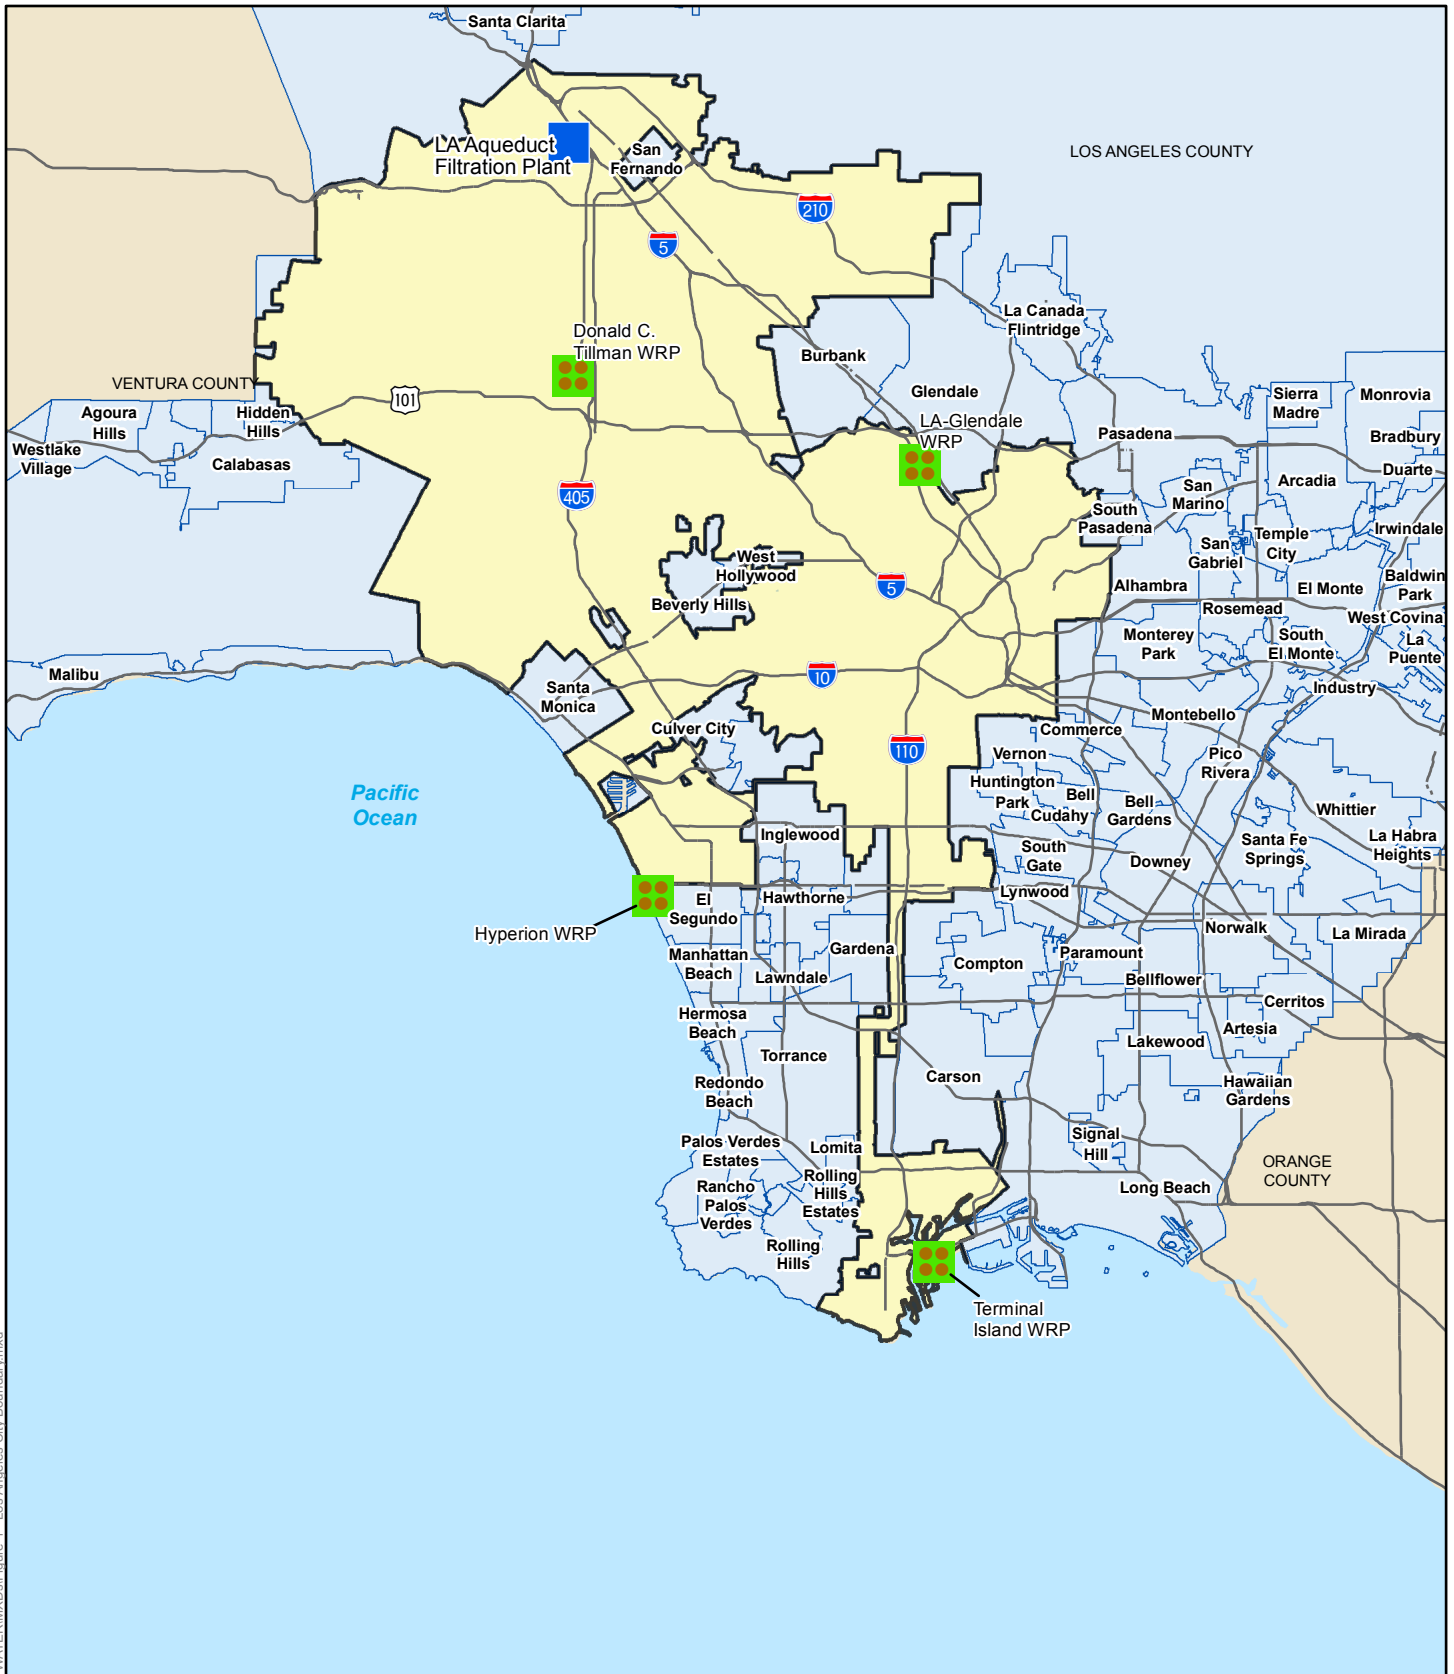 Santa Clarita
LA Aqueduct
Filtration Plant
San
Fernando
LOS ANGELES COUNTY
210
5
Donald C.
Tillman WRP
La Canada
Flintridge
Burbank
VENTURA COUNTY
101
Glendale
Agoura
Hills
Hidden
Hills
Sierra
Madre
Monrovia
LA-Glendale
WRP
Pasadena
Bradbury
Westlake
Village
Calabasas
Duarte
405
San
Marino
Arcadia
South
Pasadena
Temple
City
Irwindale
San
Gabriel
West
Hollywood
5
Alhambra
El Monte
Baldwin
Park
Beverly Hills
Rosemead
West Covina
Monterey
Park
South
El Monte
La
Puente
Malibu
10
Santa
Monica
Industry
Culver City
110
Montebello
Commerce
Vernon
Pico
Rivera
Pacific
Ocean
Huntington
Park
Bell
Cudahy
Bell
Gardens
Whittier
Inglewood
South
Gate
Santa Fe
Springs
La Habra
Heights
Downey
El
Segundo
Hawthorne
Lynwood
Hyperion WRP
Norwalk
La Mirada
Manhattan
Beach
Gardena
Lawndale
Compton
Paramount
Bellflower
Cerritos
Hermosa
Beach
Artesia
Torrance
Lakewood
Carson
Redondo
Beach
Hawaiian
Gardens
Palos Verdes
Estates
Lomita
Signal
Hill
Rancho
Palos
Verdes
Rolling
Hills
Estates
Long Beach
ORANGE
COUNTY
Rolling
Hills
Terminal
Island WRP